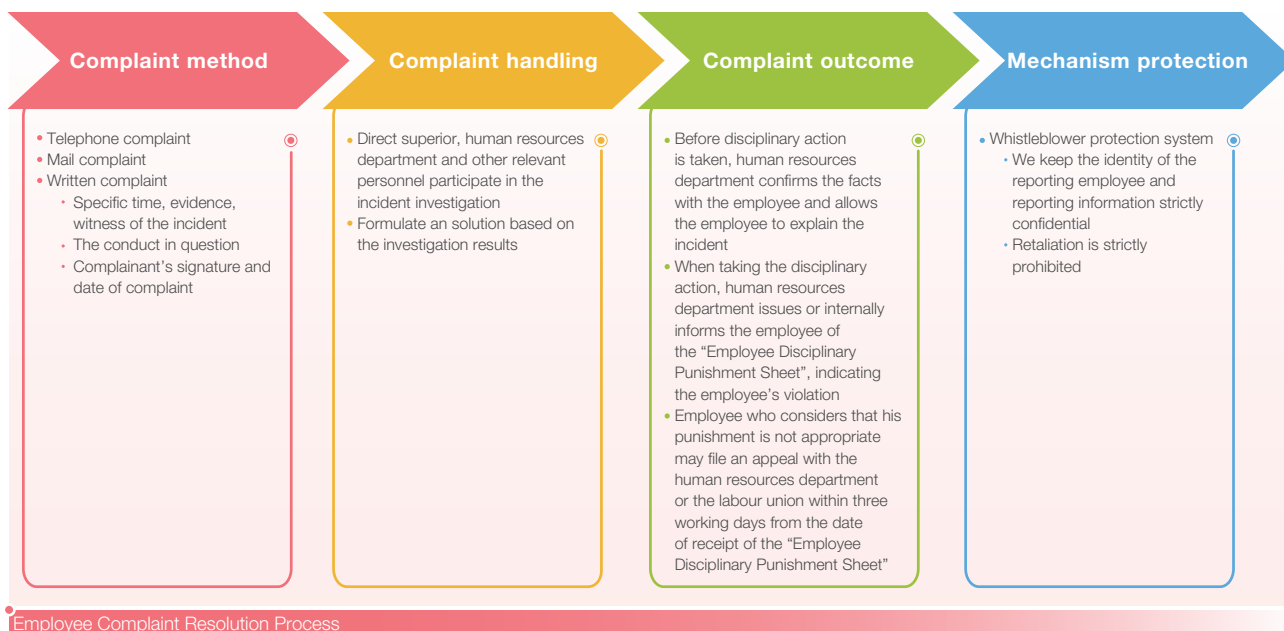 Complaint method
Complaint handling
Complaint outcome
Mechanism protection
• Telephone complaint
• Mail complaint
• Written complaint
• Specific time, evidence,
witness of the incident
• The conduct in question
• Complainant’s signature and
date of complaint
• Direct superior, human resources
department and other relevant
personnel participate in the
incident investigation
• Formulate an solution based on
the investigation results
• Before disciplinary action
is taken, human resources
department confirms the facts
with the employee and allows
the employee to explain the
incident
• When taking the disciplinary
action, human resources
department issues or internally
informs the employee of
the “Employee Disciplinary
Punishment Sheet”, indicating
the employee’s violation
• Employee who considers that his
punishment is not appropriate
may file an appeal with the
human resources department
or the labour union within three
working days from the date
of receipt of the “Employee
Disciplinary Punishment Sheet”
• Whistleblower protection system
• We keep the identity of the
reporting employee and
reporting information strictly
confidential
• Retaliation is strictly
prohibited
Employee Complaint Resolution Process